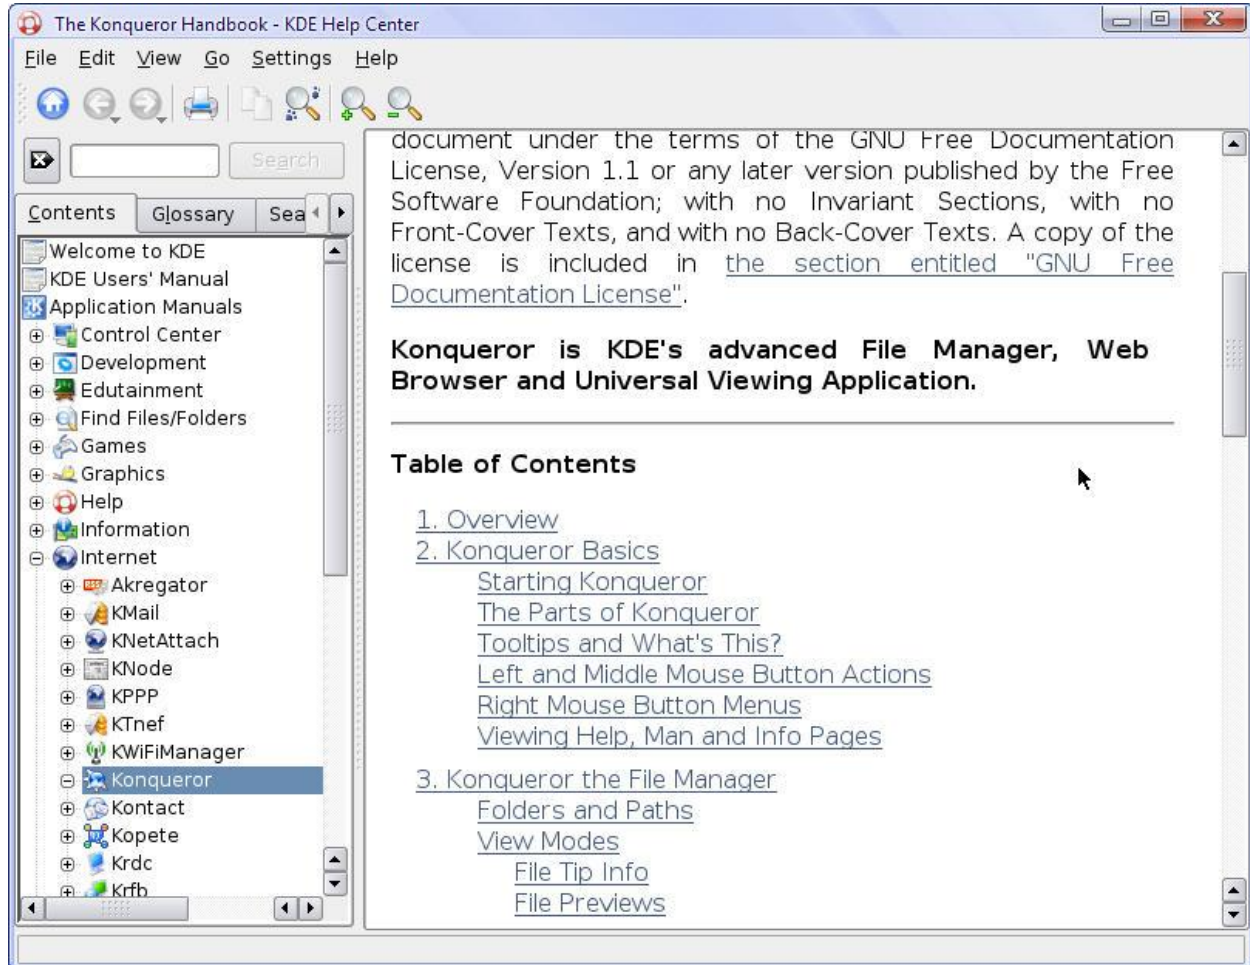 The Konqueror Handbook - KDE Help Center
File Edit View Go Settings Help
Search
Contents Glossary Sea
Welcome to KDE
KDE Users' Manual
Application Manuals
Control Center
Development
Edutainment
Find Files/Folders
Games
Graphics
Help
Information
Internet
Akregator
KMail
KNetAttach
KNode
KPPP
KTnef
KWiFiManager
Konqueror
Kontact
Kopete
Krdc
Krfb
document under the terms of the GNU Free Documentation
License, Version 1.1 or any later version published by the Free
Software Foundation; with no Invariant Sections, with no
Front-Cover Texts, and with no Back-Cover Texts. A copy of the
license is included in the section entitled "GNU Free
Documentation License".
Konqueror is KDE's advanced File Manager, Web
Browser and Universal Viewing Application.
Table of Contents
1. Overview
2. Konqueror Basics
Starting Konqueror
The Parts of Konqueror
Tooltips and What's This?
Left and Middle Mouse Button Actions
Right Mouse Button Menus
Viewing Help, Man and Info Pages
3. Konqueror the File Manager
Folders and Paths
View Modes
File Tip Info
File Previews